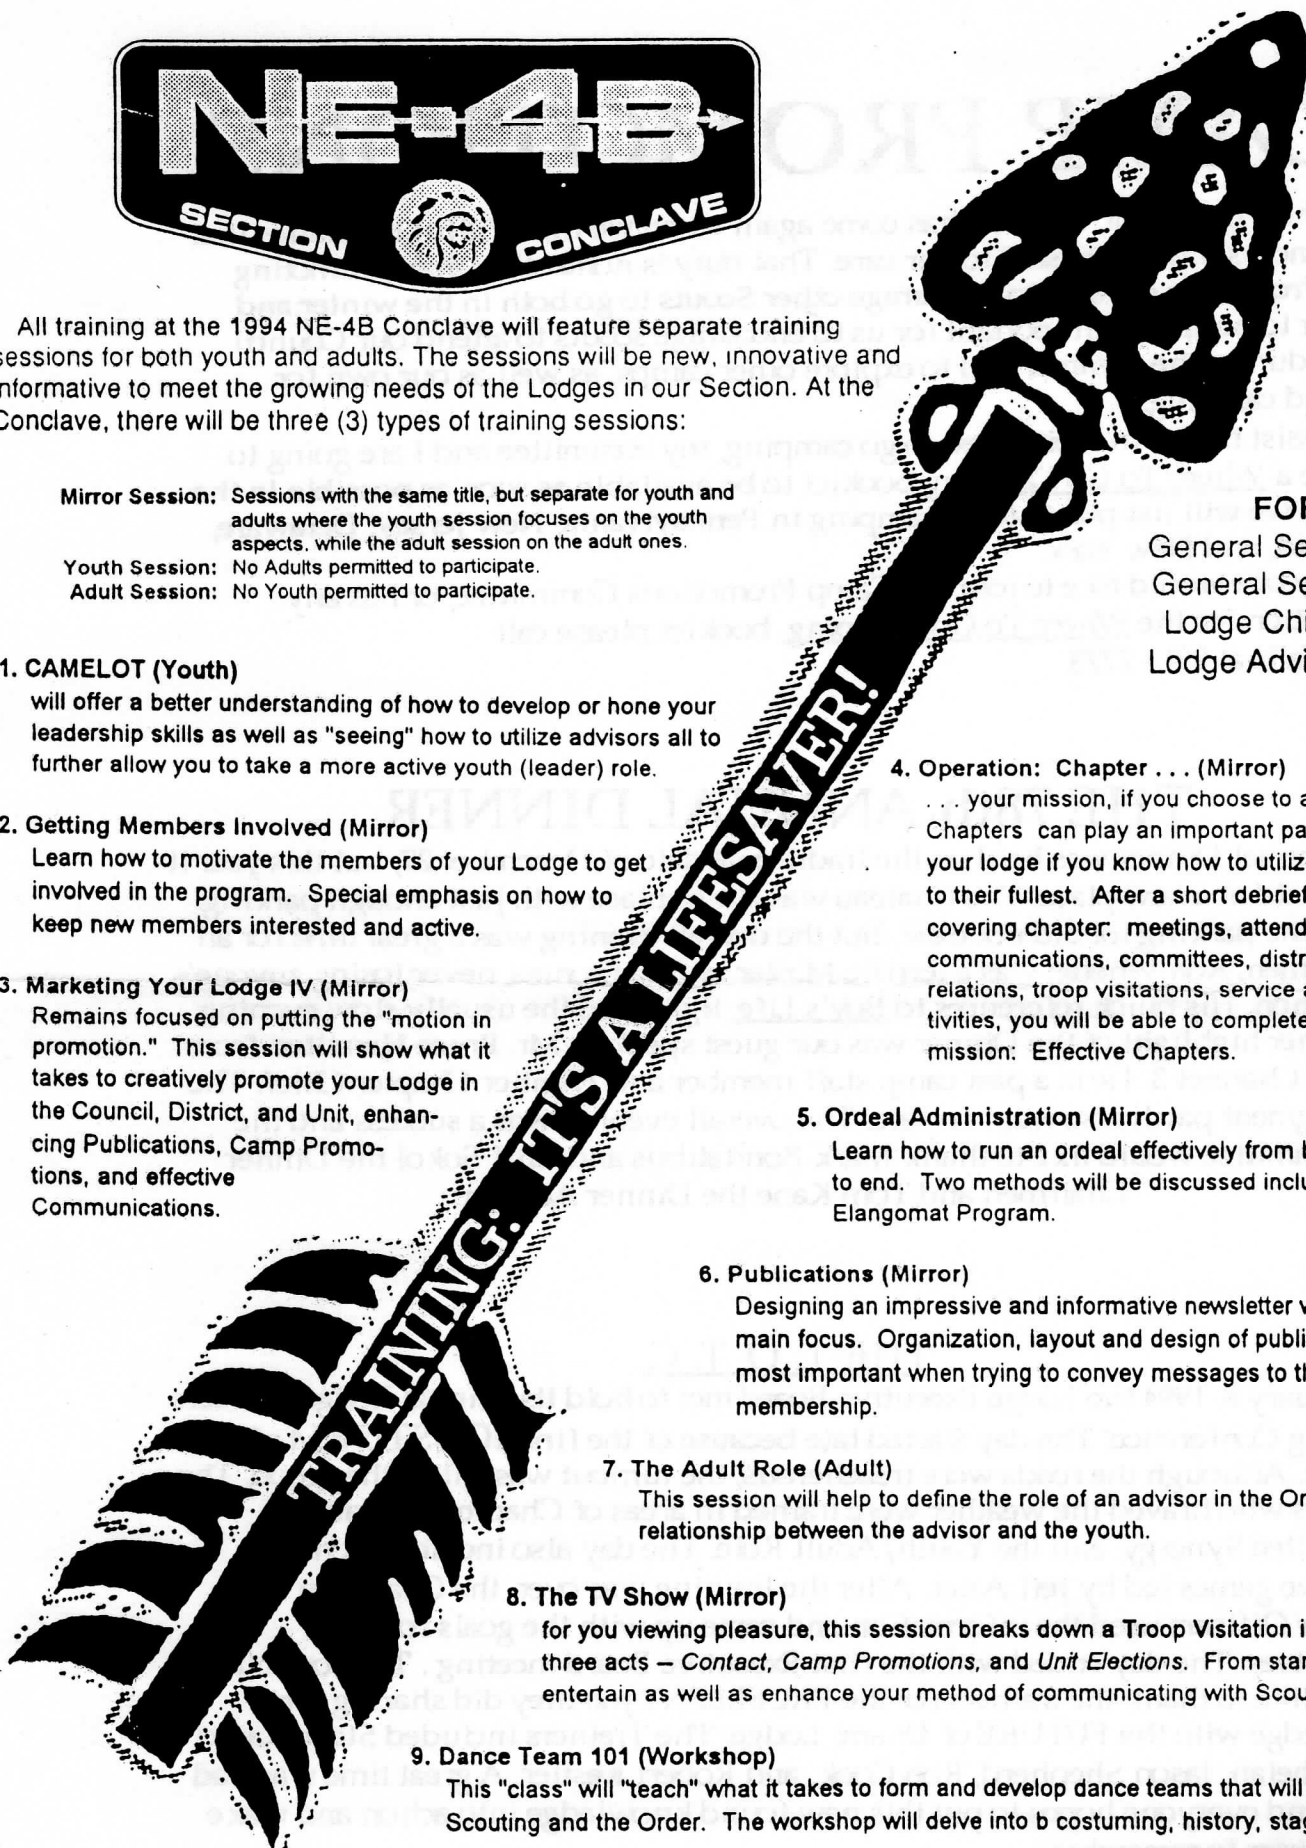 NE-4B
SECTION CONCLAVE
All training at the 1994 NE-4B Conclave will feature separate training
sessions for both youth and adults. The sessions will be new, innovative and
informative to meet the growing needs of the Lodges in our Section. At the
Conclave, there will be three (3) types of training sessions:
Mirror Session: Sessions with the same title, but separate for youth and
adults where the youth session focuses on the youth
aspects, while the adult session on the adult ones.
Youth Session: No Adults permitted to participate.
Adult Session: No Youth permitted to participate.
General
General
Lodge
Lodge
1. CAMELOT (Youth)
will offer a better understanding of how to develop or hone your
leadership skills as well as "seeing" how to utilize advisors all to
further allow you to take a more active youth (leader) role.
2. Getting Members Involved (Mirror)
Learn how to motivate the members of your Lodge to get
involved in the program. Special emphasis on how to
keep new members interested and active.
3. Marketing Your Lodge IV (Mirror)
Remains focused on putting the "motion in
promotion." This session will show what it
takes to creatively promote your Lodge in
the Council, District, and Unit, enhan-
cing Publications, Camp Promo-
tions, and effective
Communications.
TRAINING: IT'S A LIFESAVER!
4. Operation: Chapter . . . (Mirror)
. . . your mission, if you choose to
Chapters can play an important
your lodge if you know how to
to their fullest. After a short
covering chapter: meetings,
communications, committees,
relations, troop visitations, service
tivities, you will be able to complete
mission: Effective Chapters.
5. Ordeal Administration (Mirror)
Learn how to run an ordeal effectively from
to end. Two methods will be discussed
Elangomat Program.
6. Publications (Mirror)
Designing an impressive and informative newsletter
main focus. Organization, layout and design of
most important when trying to convey messages to
membership.
7. The Adult Role (Adult)
This session will help to define the role of an advisor in the
relationship between the advisor and the youth.
8. The TV Show (Mirror)
. . . for you viewing pleasure, this session breaks down a Troop Visitation
three acts – Contact, Camp Promotions, and Unit Elections. From
entertain as well as enhance your method of communicating with
9. Dance Team 101 (Workshop)
This "class" will "teach" what it takes to form and develop dance teams that will
Scouting and the Order. The workshop will delve into b costuming, history,